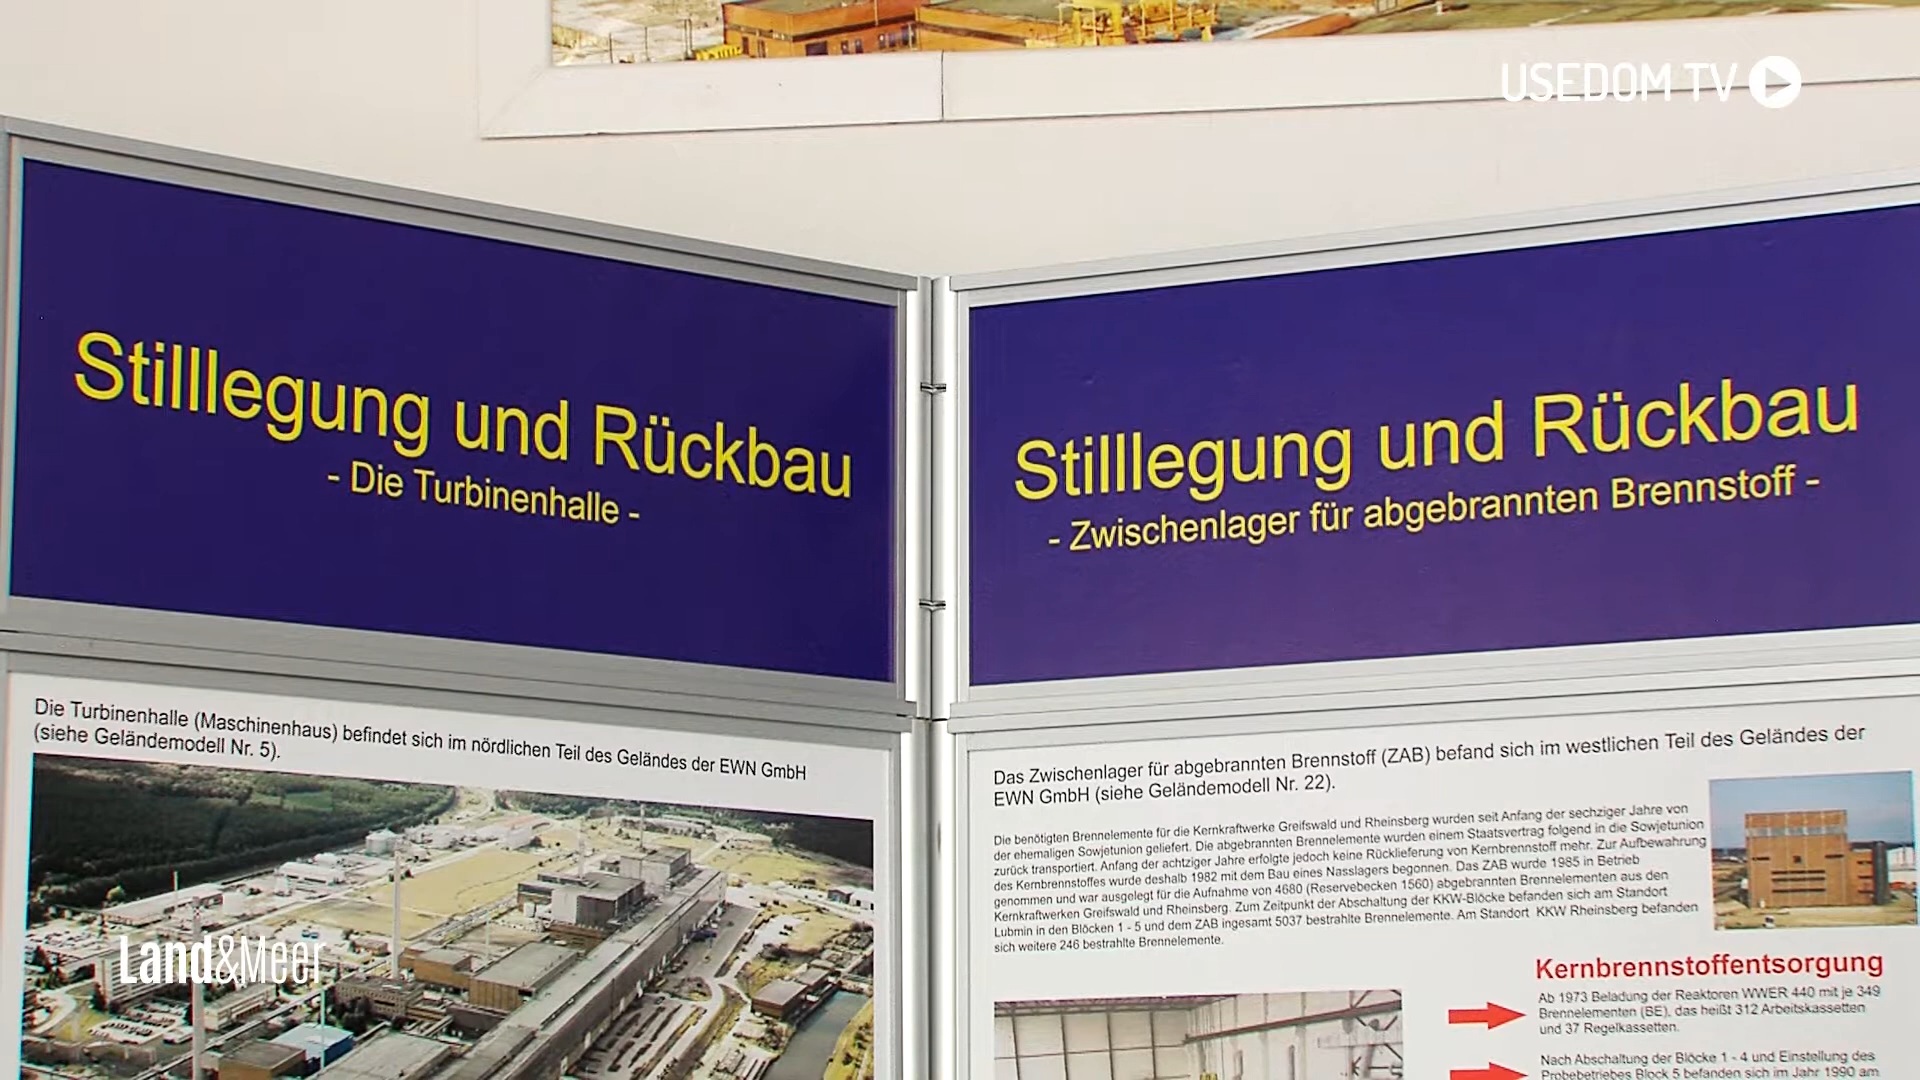 USEDOM TV
Stilllegung und Rückbau
- Die Turbinenhalle -
Die Turbinenhalle (Maschinenhaus) befindet sich im nördlichen Teil des Geländes der EWN GmbH
(siehe Geländemodell Nr. 5).
Land&Meer
Stilllegung und Rückbau
- Zwischenlager für abgebrannten Brennstoff -
Das Zwischenlager für abgebrannten Brennstoff (ZAB) befand sich im westlichen Teil des Geländes der
EWN GmbH (siehe Geländemodell Nr. 22).
Die benötigten Brennelemente für die Kernkraftwerke Greifswald und Rheinsberg wurden seit Anfang der sechziger Jahre von
der ehemaligen Sowjetunion geliefert. Die abgebrannten Brennelemente wurden einem Staatsvertrag folgend in die Sowjetunion
zurück transportiert. Anfang der achtziger Jahre erfolgte jedoch keine Rücklieferung von Kernbrennstoff mehr. Zur Aufbewahrung
des Kernbrennstoffes wurde deshalb 1982 mit dem Bau eines Nasslagers begonnen. Das ZAB wurde 1985 in Betrieb
genommen und war ausgelegt für die Aufnahme von 4680 (Reservebecken 1560) abgebrannten Brennelementen aus den
Kernkraftwerken Greifswald und Rheinsberg. Zum Zeitpunkt der Abschaltung der KKW-Blöcke befanden sich am Standort
Lubmin in den Blöcken 1 - 5 und dem ZAB ingesamt 5037 bestrahlte Brennelemente. Am Standort KKW Rheinsberg befanden
sich weitere 246 bestrahlte Brennelemente.
Kernbrennstoffentsorgung
Ab 1973 Beladung der Reaktoren WWER 440 mit je 349
Brennelementen (BE), das heißt 312 Arbeitskassetten
und 37 Regelkassetten.
Nach Abschaltung der Blöcke 1 - 4 und Einstellung des
Probebetriebes Block 5 befanden sich im Jahr 1990 am